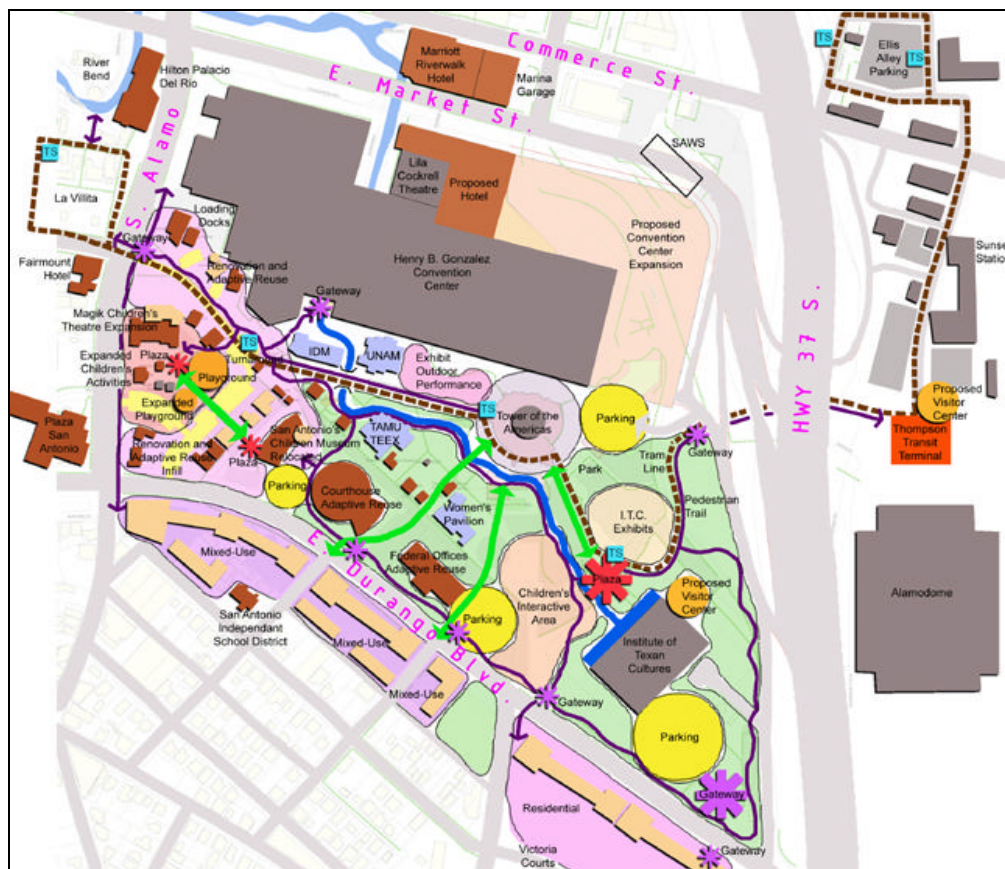 Commerce St.
E. Market St.
S. Alamo
HWY 37 S.
E. Durango Blvd.
River
Bend
Hilton Palacio
Del Rio
Marriott
Riverwalk
Hotel
Marina
Garage
TS
Ellis
Alley
Parking
TS
SAWS
TS
La Villita
Lila
Cockrell
Theatre
Proposed
Hotel
Loading
Docks
Gateway
Proposed
Convention
Center
Expansion
Sunse
Station
Fairmount
Hotel
Renovation and
Adaptive Reuse
Henry B. Gonzalez
Convention
Center
Gateway
Magik Children's
Theatre Expansion
TS
Expanded
Children's
Activities
Plaza
Turnaround
Playground
IDM
UNAM
Exhibit
Outdoor
Performance
Expanded
Playground
TS
Tower of the
Americas
Parking
Proposed
Visitor
Center
Thompson
Transit
Terminal
Plaza
San
Antonio
Renovation and
Adaptive Reuse
Infill
Plaza
San Antonio's
Children Museum
Relocated
TAMU
TEEX
Park
Tram
Line
Gateway
Parking
Courthouse
Adaptive Reuse
Women's
Pavilion
I.T.C.
Exhibits
Pedestrian
Trail
Mixed-Use
Federal Offices
Adaptive Reuse
TS
Plaza
Children's
Interactive
Area
Proposed
Visitor
Center
Alamodome
San Antonio
Independant
School District
Mixed-Use
Parking
Institute of
Texan
Cultures
Mixed-Use
Gateway
Parking
Gateway
Residential
Victoria
Courts
Gateway